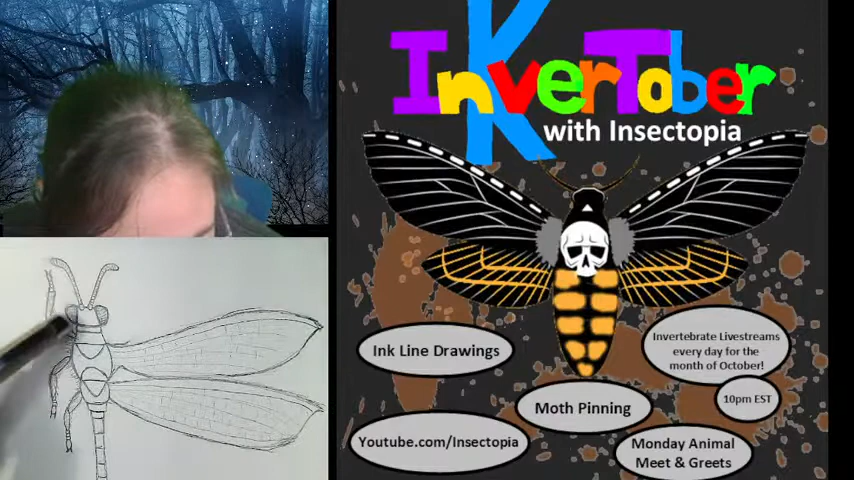 InKverTober
with Insectopia
Ink Line Drawings
Invertebrate Livestreams
every day for the
month of October!
10pm EST
Moth Pinning
Youtube.com/Insectopia
Monday Animal
Meet & Greets